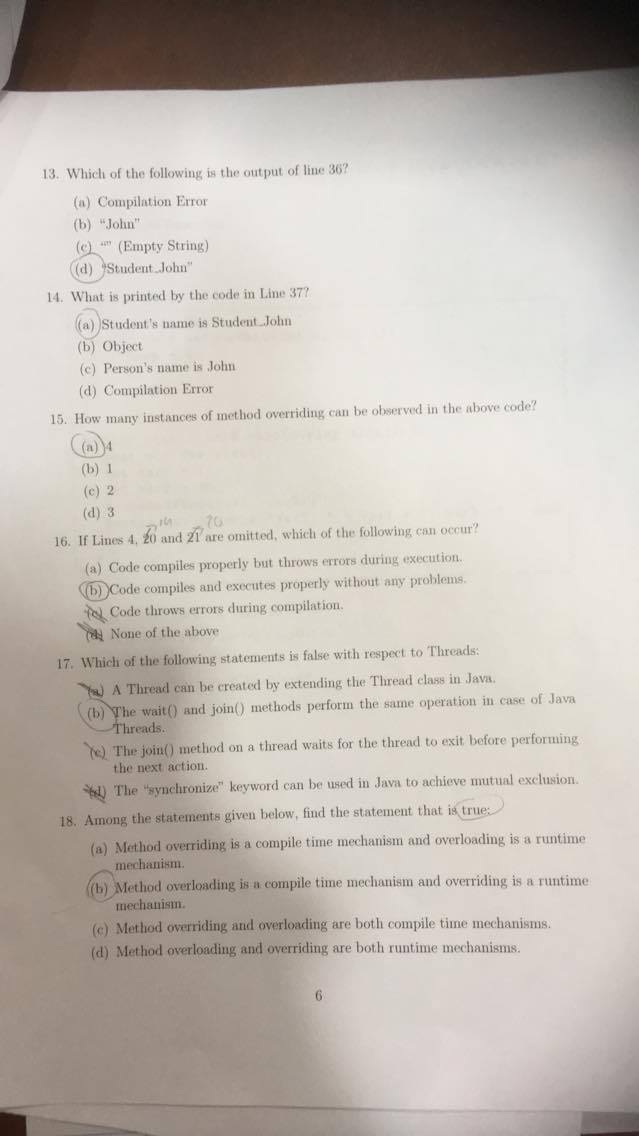 13. Which of the following is the output of line 36?
(a) Compilation Error
(b) “John”
(c) “” (Empty String)
(d) “Student_John”
14. What is printed by the code in Line 37?
(a) Student's name is Student_John
(b) Object
(c) Person's name is John
(d) Compilation Error
15. How many instances of method overriding can be observed in the above code?
(a) 4
(b) 1
(c) 2
(d) 3
20
16. If Lines 4, 20 and 21 are omitted, which of the following can occur?
(a) Code compiles properly but throws errors during execution.
(b) Code compiles and executes properly without any problems.
(c) Code throws errors during compilation.
(d) None of the above
17. Which of the following statements is false with respect to Threads:
(a) A Thread can be created by extending the Thread class in Java.
(b) The wait() and join() methods perform the same operation in case of Java
Threads.
(c) The join() method on a thread waits for the thread to exit before performing
the next action.
(d) The “synchronize” keyword can be used in Java to achieve mutual exclusion.
18. Among the statements given below, find the statement that is true:
(a) Method overriding is a compile time mechanism and overloading is a runtime
mechanism.
(b) Method overloading is a compile time mechanism and overriding is a runtime
mechanism.
(c) Method overriding and overloading are both compile time mechanisms.
(d) Method overloading and overriding are both runtime mechanisms.
6